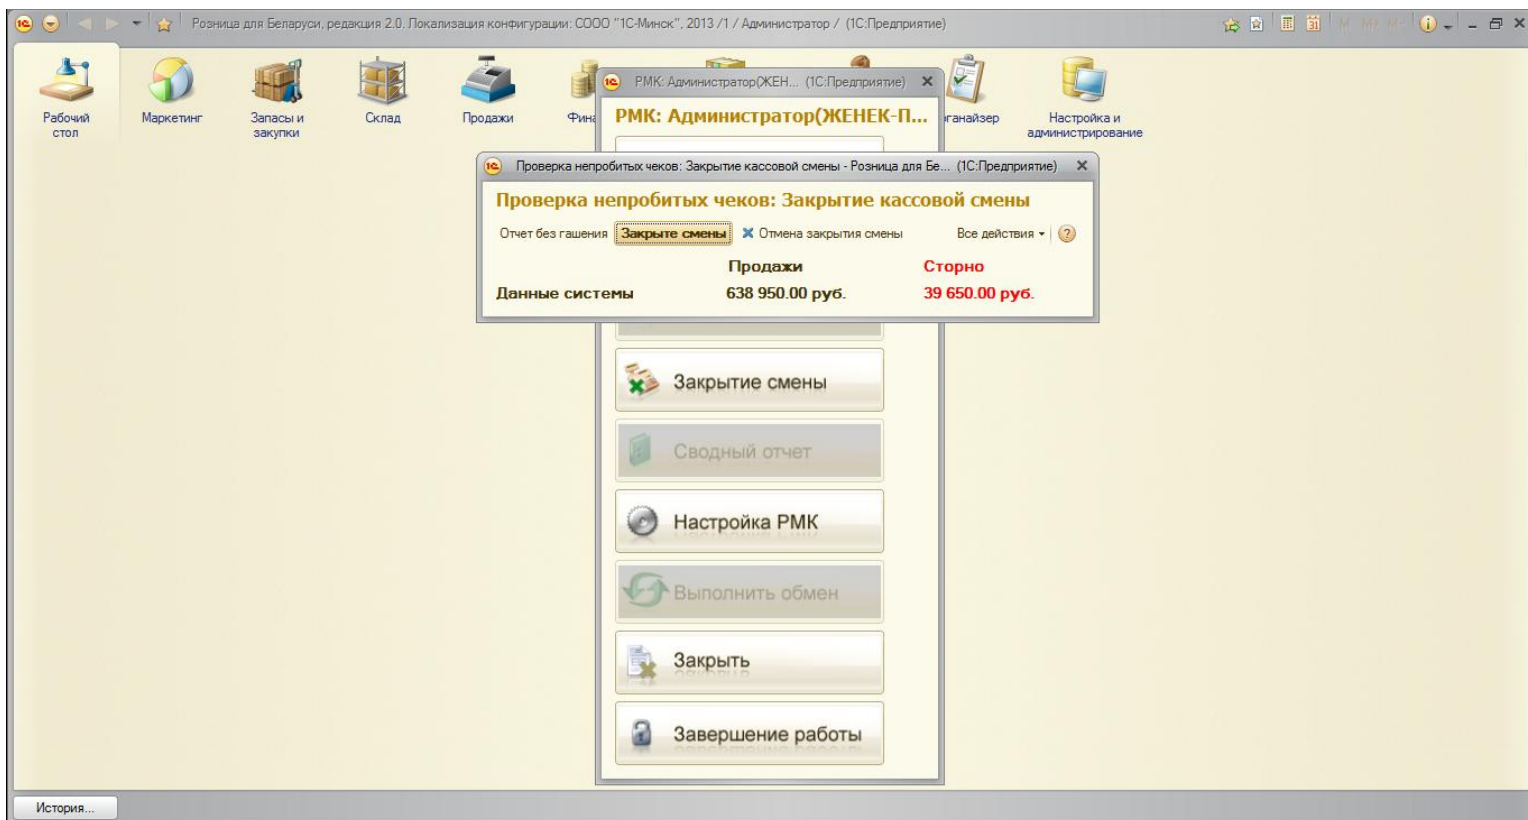 Розница для Беларуси, редакция 2.0. Локализация конфигурации: СООО "1С-Минск", 2013 /1 / Администратор / (1С:Предприятие)
M M+ M-
Рабочий стол
Маркетинг
Запасы и закупки
Склад
Продажи
Фина
ганайзер
Настройка и администрирование
РМК: Администратор(ЖЕН... (1С:Предприятие)
РМК: Администратор(ЖЕНЕК-П...
Проверка непробитых чеков: Закрытие кассовой смены - Розница для Бе... (1С:Предприятие)
Проверка непробитых чеков: Закрытие кассовой смены
Отчет без гашения Закрыте смены Отмена закрытия смены Все действия
Продажи Сторно
Данные системы 638 950.00 руб. 39 650.00 руб.
Закрытие смены
Сводный отчет
Настройка РМК
Выполнить обмен
Закрыть
Завершение работы
История...